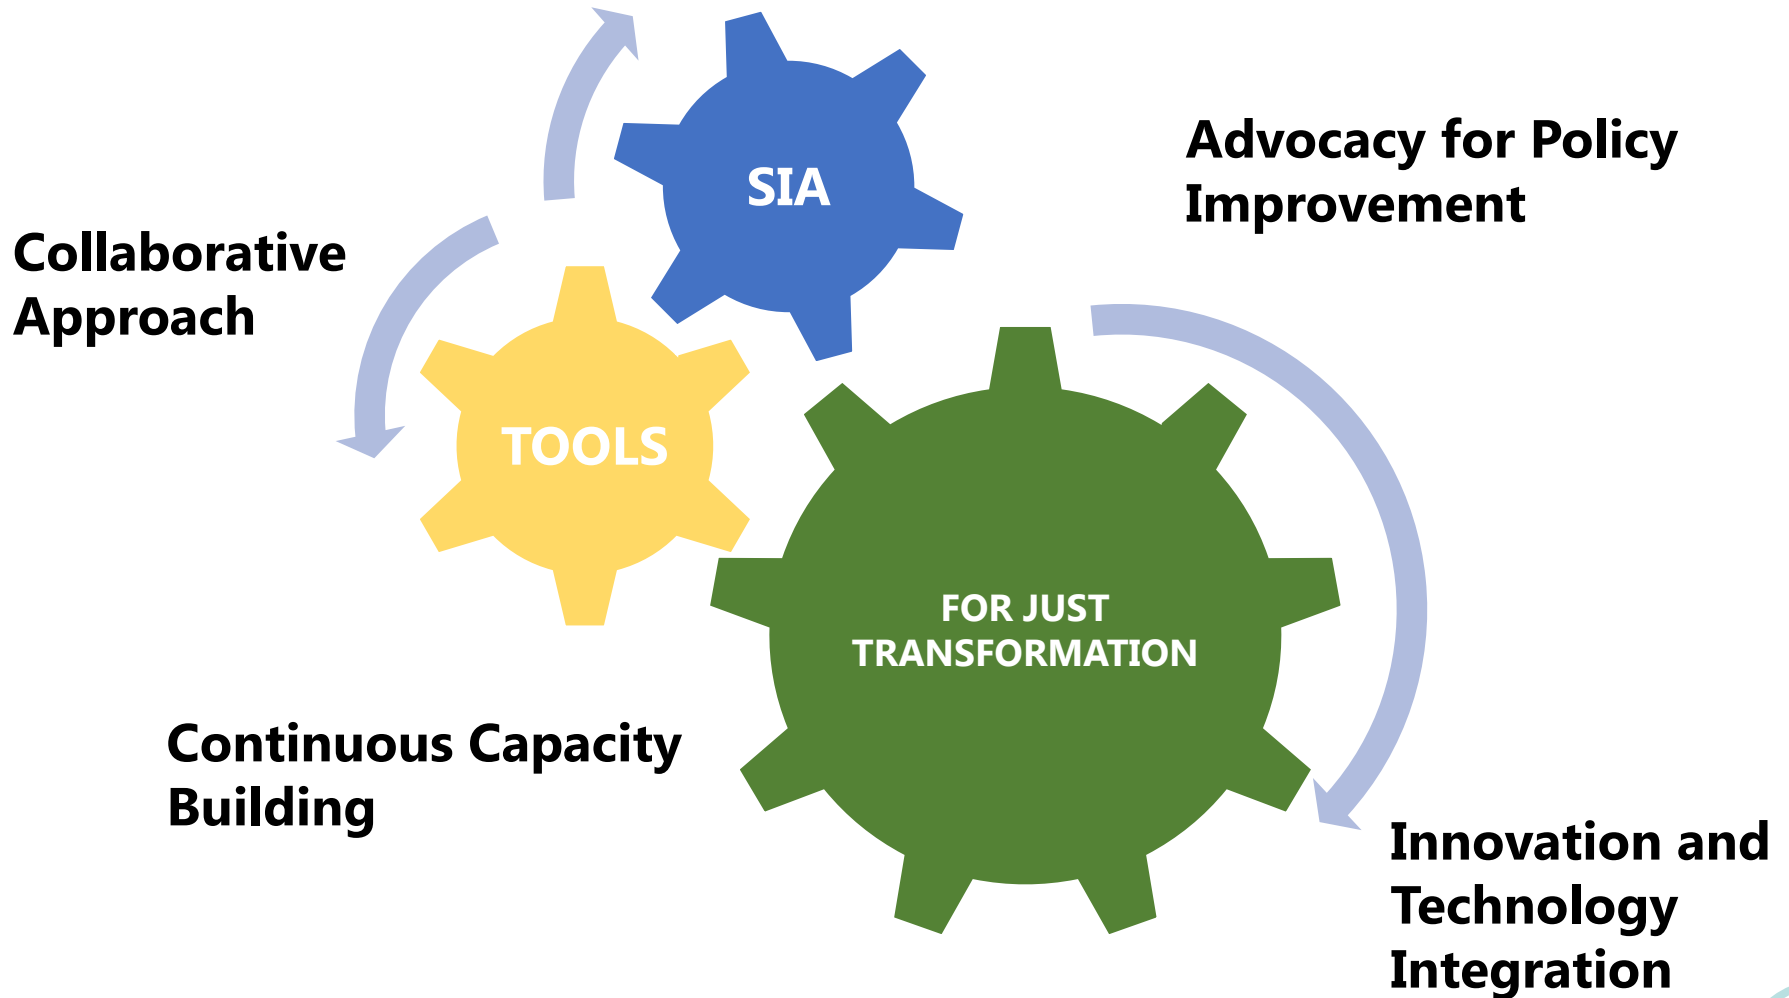 SIA
Advocacy for Policy
Improvement
Collaborative
Approach
TOOLS
FOR JUST
TRANSFORMATION
Continuous Capacity
Building
Innovation and
Technology
Integration